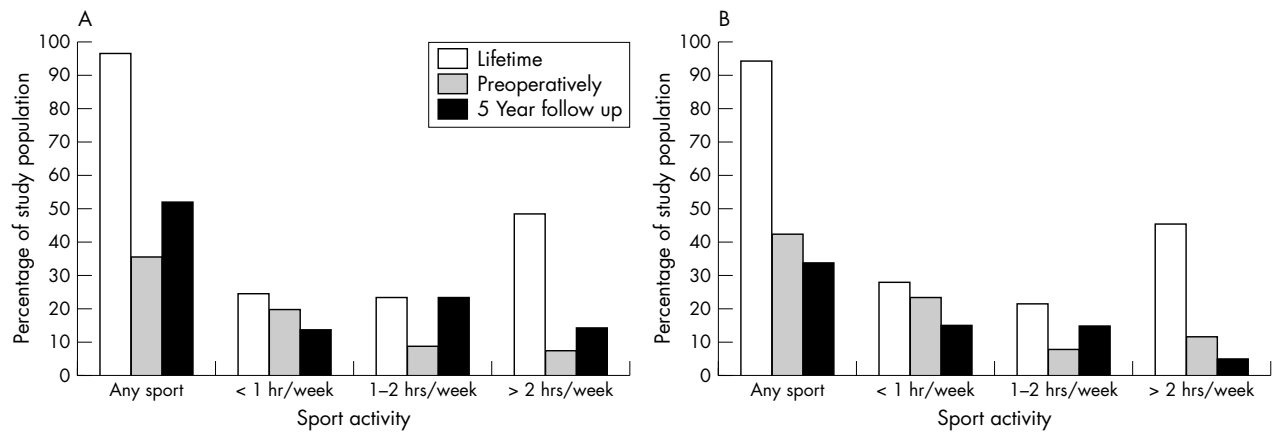 A
100
90
80
70
60
50
40
30
20
10
0
Percentage of study population
Lifetime
Preoperatively
5 Year follow up
Any sport
< 1 hr/week
1–2 hrs/week
> 2 hrs/week
Sport activity
B
100
90
80
70
60
50
40
30
20
10
0
Percentage of study population
Any sport
< 1 hr/week
1–2 hrs/week
> 2 hrs/week
Sport activity